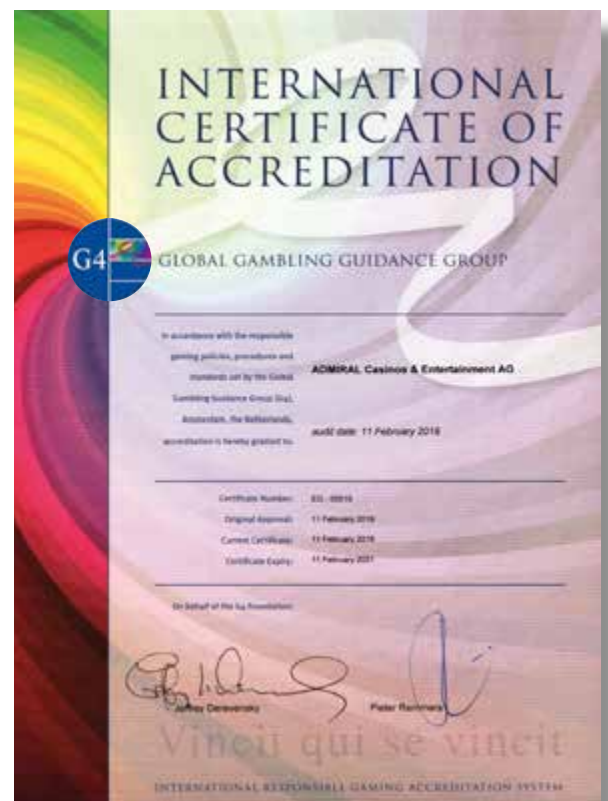 INTERNATIONAL
CERTIFICATE OF
ACCREDITATION
G4
GLOBAL GAMBLING GUIDANCE GROUP
In accordance with the responsible
gaming policies, procedures and
standards set by the Global
Gambling Guidance Group (G4),
Amsterdam, the Netherlands,
accreditation is hereby granted to:
ADMIRAL Casinos & Entertainment AG
audit date: 11 February 2018
Certificate Number:
Original Approval: 11 February
Current Certificate: 11 February
Certificate Expiry: 11 February 2021
On behalf of the G4 Foundation:
Jeffrey Derevensky
Pieter Remmers
Vincit qui se vincit
INTERNATIONAL RESPONSIBLE GAMING ACCREDITATION SYSTEM